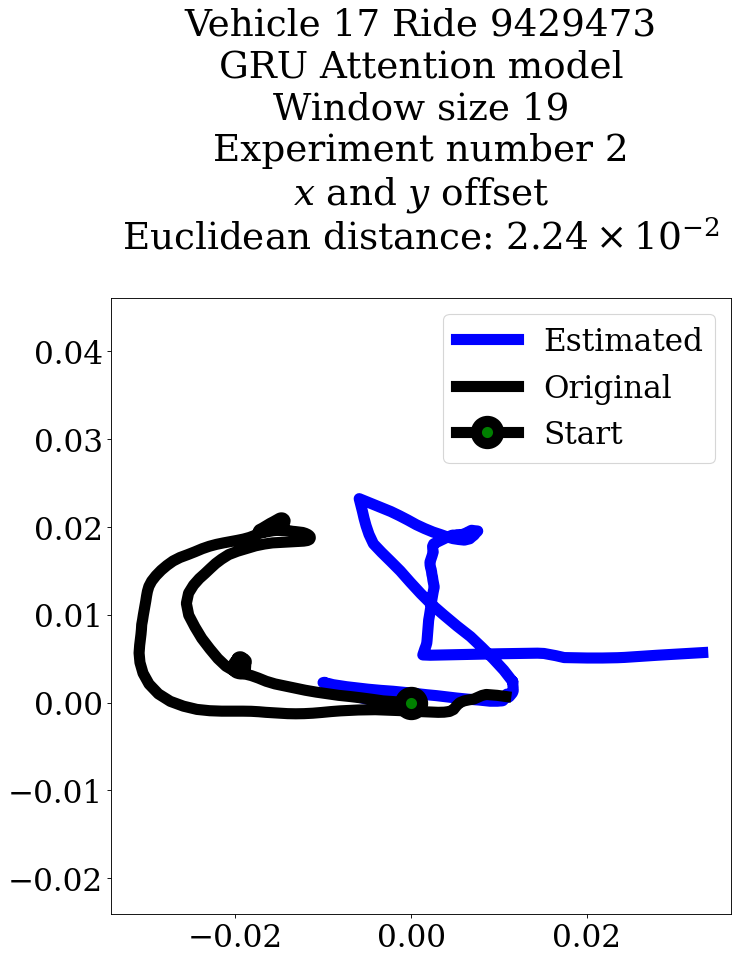 Vehicle 17 Ride 9429473
GRU Attention model
Window size 19
Experiment number 2
x and y offset
Euclidean distance: 2.24 × 10⁻²
Estimated
Original
Start
0.04
0.03
0.02
0.01
0.00
−0.01
−0.02
−0.02 0.00 0.02